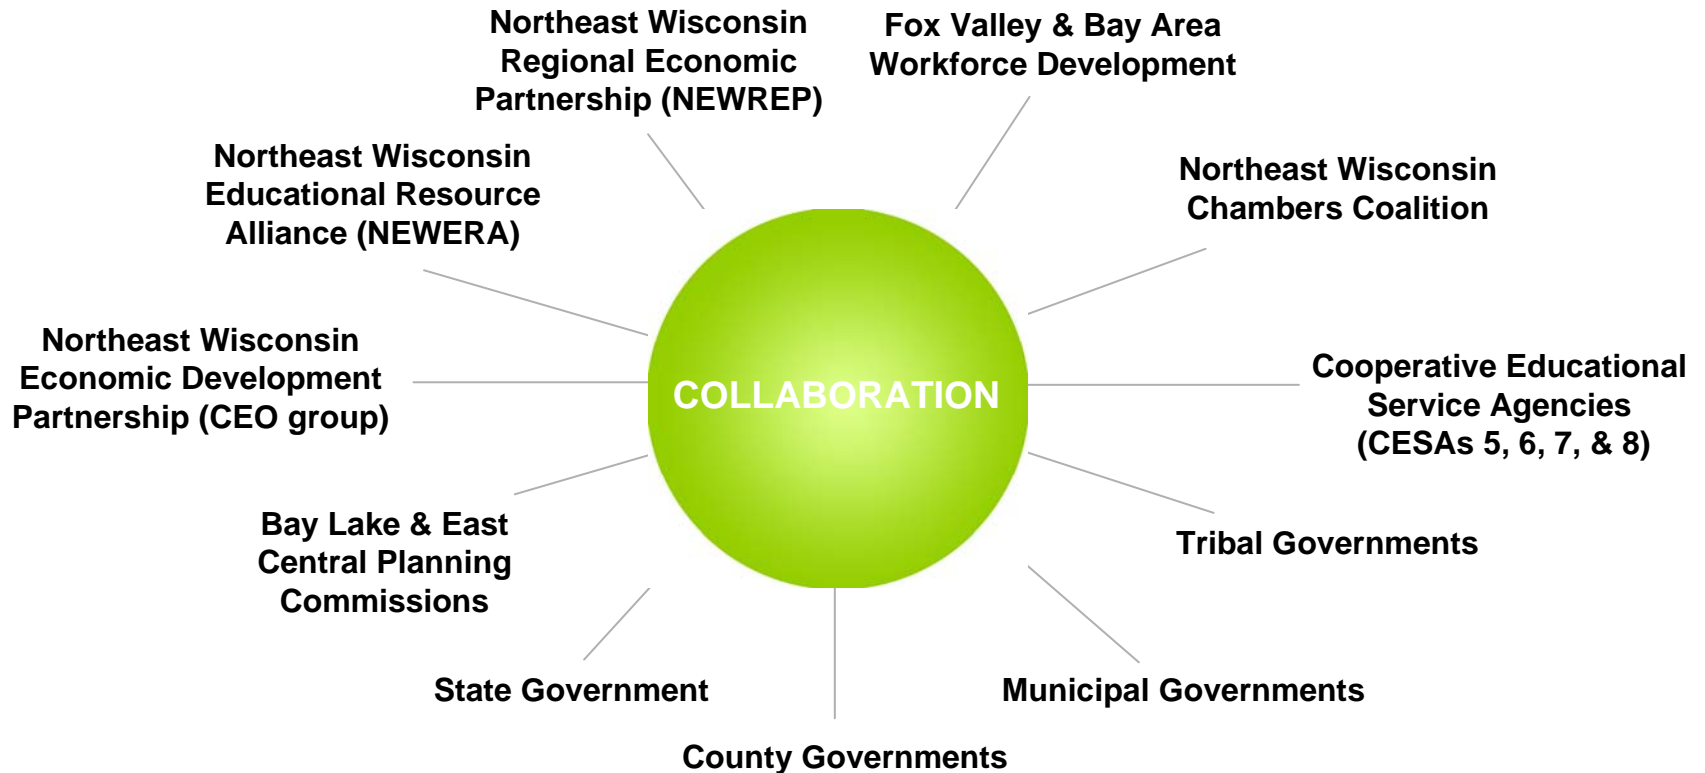 Northeast Wisconsin
Regional Economic
Partnership (NEWREP)
Fox Valley & Bay Area
Workforce Development
Northeast Wisconsin
Educational Resource
Alliance (NEWERA)
Northeast Wisconsin
Chambers Coalition
Northeast Wisconsin
Economic Development
Partnership (CEO group)
COLLABORATION
Cooperative Educational
Service Agencies
(CESAs 5, 6, 7, & 8)
Bay Lake & East
Central Planning
Commissions
Tribal Governments
State Government
Municipal Governments
County Governments